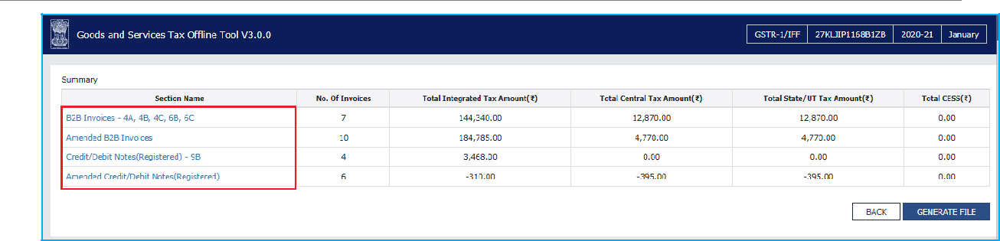 Goods and Services Tax Offline Tool V3.0.0 GSTR-1/IFF 27KLJIP1168B1ZB 2020-21 January
Summary
Section Name No. Of Invoices Total Integrated Tax Amount(₹) Total Central Tax Amount(₹) Total State/UT Tax Amount(₹) Total CESS(₹)
B2B Invoices - 4A, 4B, 4C, 6B, 6C 7 144,340.00 12,870.00 12,870.00 0.00
Amended B2B Invoices 10 184,785.00 4,770.00 4,770.00 0.00
Credit/Debit Notes(Registered) - 9B 4 3,468.00 0.00 0.00 0.00
Amended Credit/Debit Notes(Registered) 6 -310.00 -395.00 -395.00 0.00
BACK GENERATE FILE